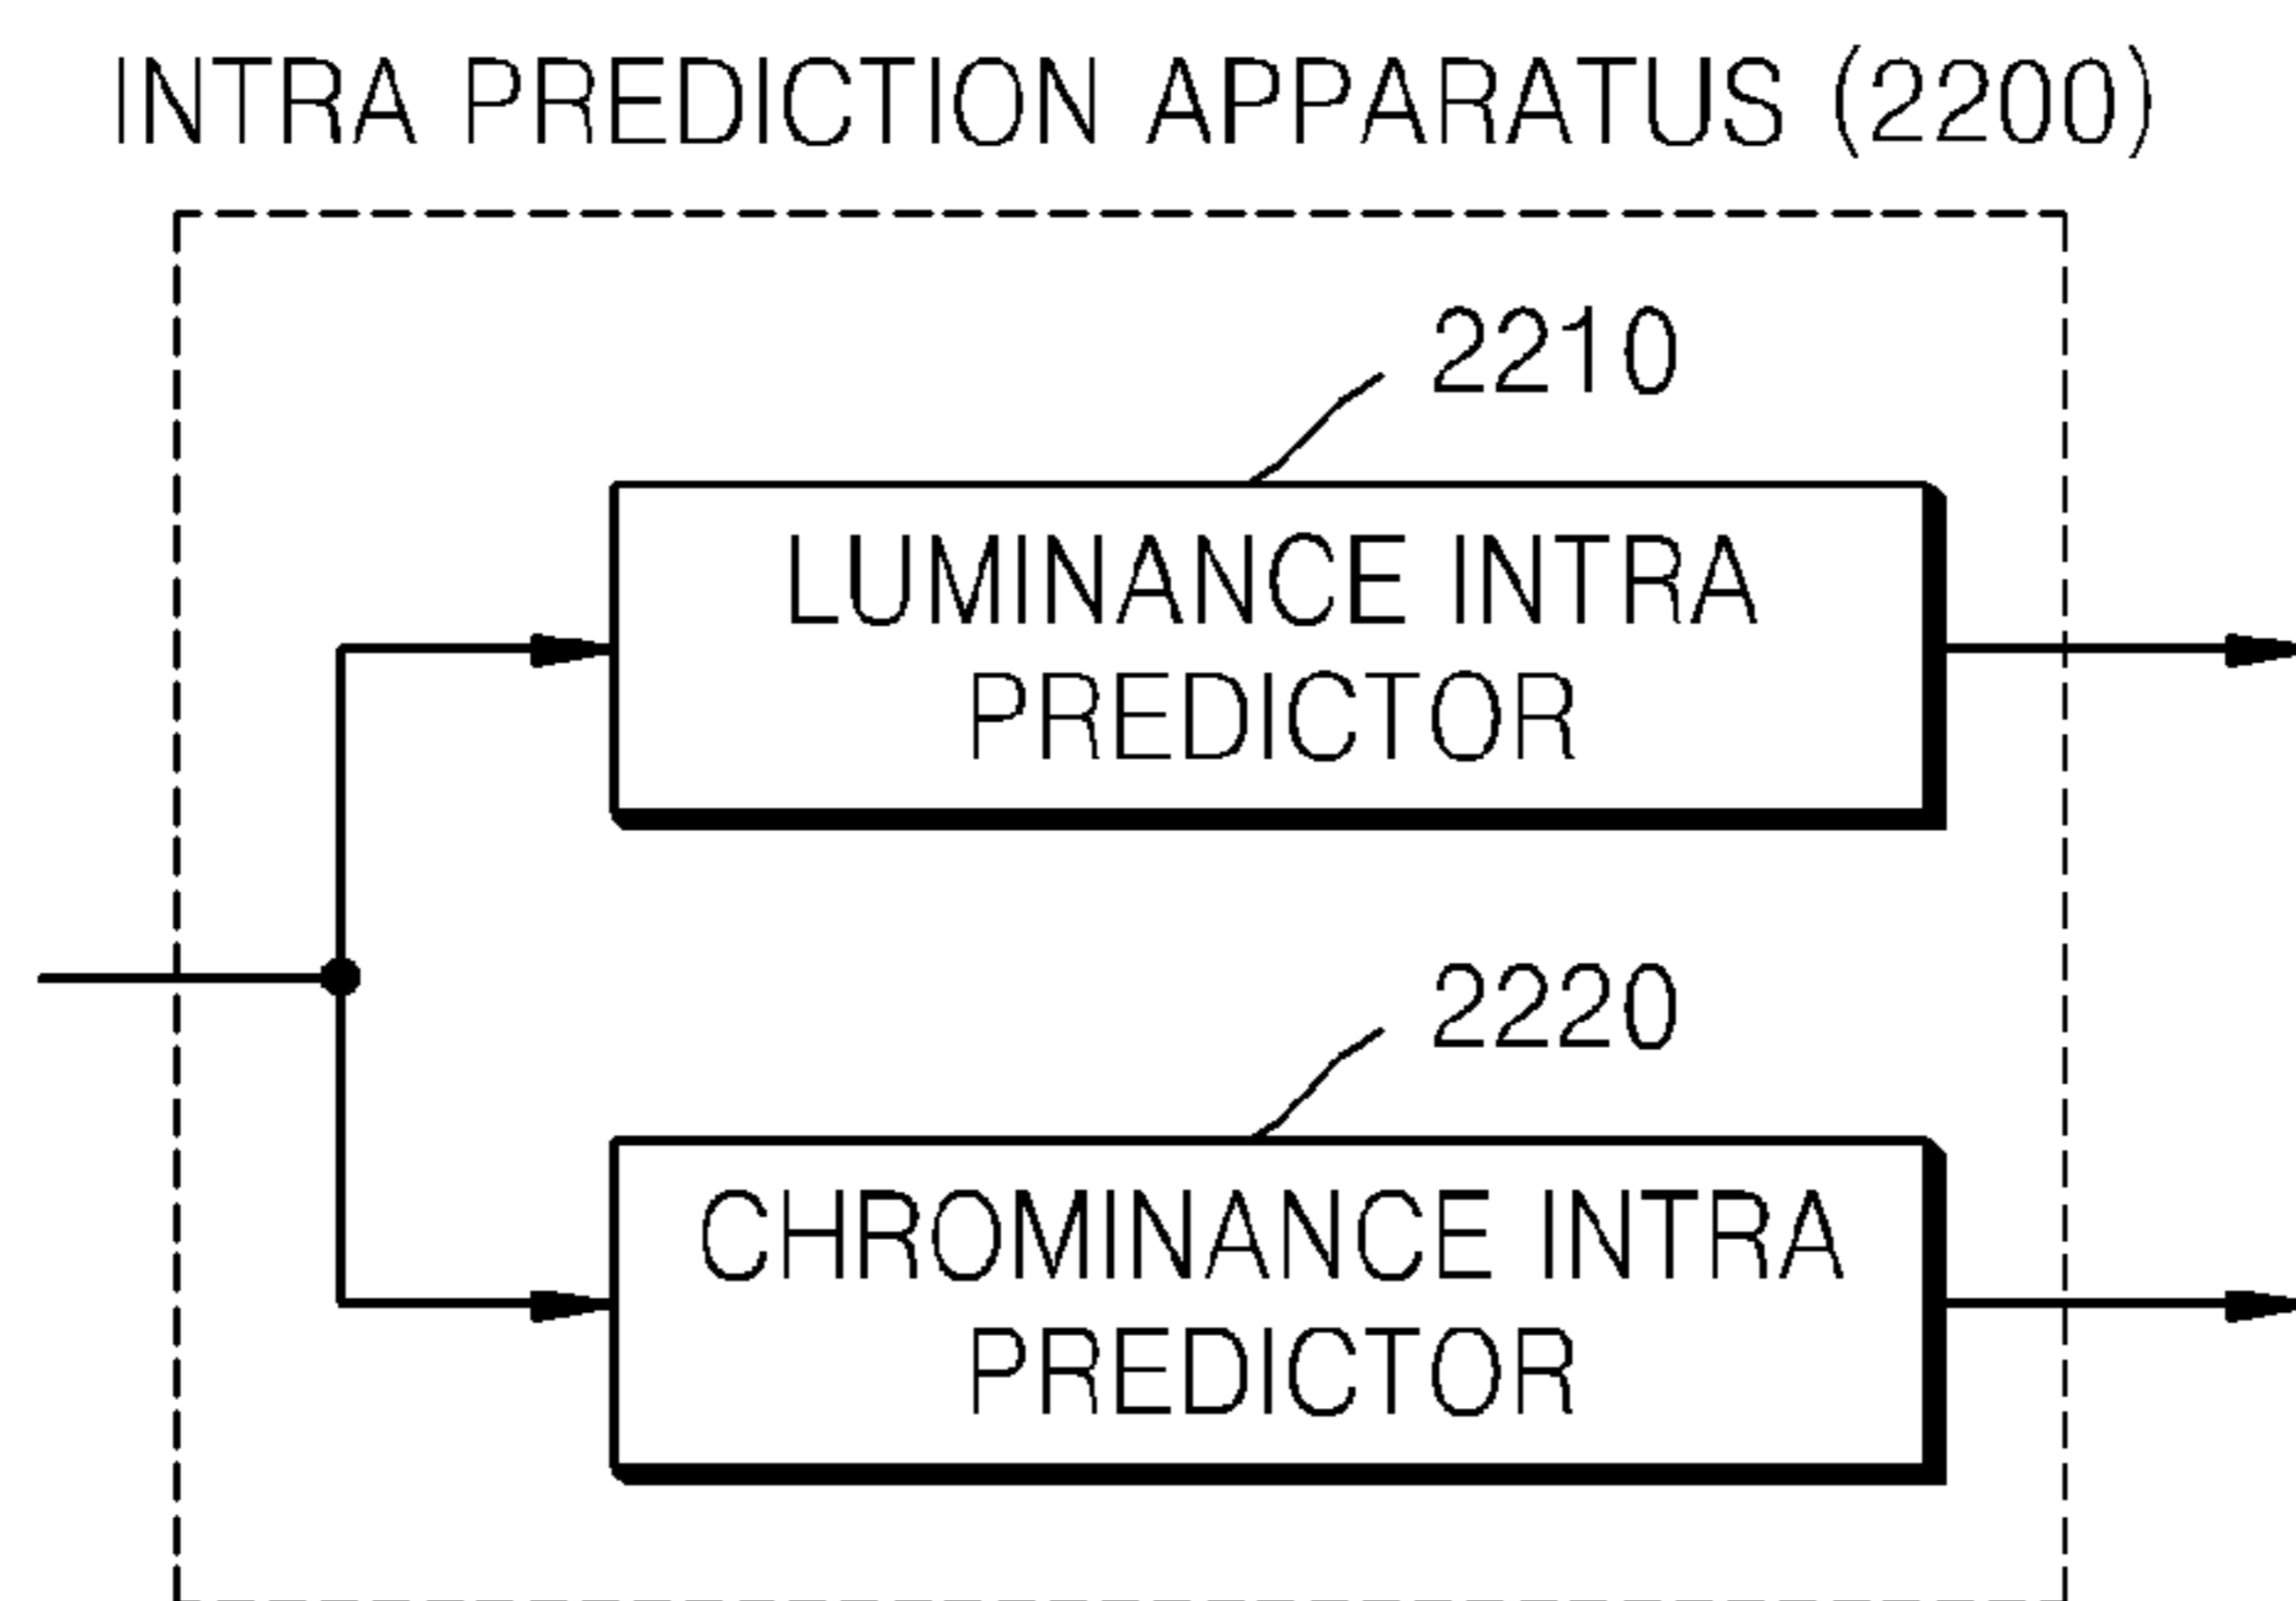 INTRA PREDICTION APPARATUS (2200)
2210
LUMINANCE INTRA
PREDICTOR
2220
CHROMINANCE INTRA
PREDICTOR